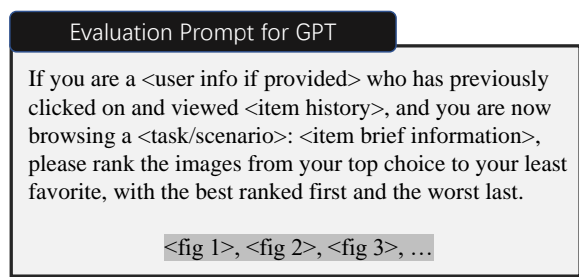 Evaluation Prompt for GPT
If you are a <user info if provided> who has previously
clicked on and viewed <item history>, and you are now
browsing a <task/scenario>: <item brief information>,
please rank the images from your top choice to your least
favorite, with the best ranked first and the worst last.
<fig 1>, <fig 2>, <fig 3>, …